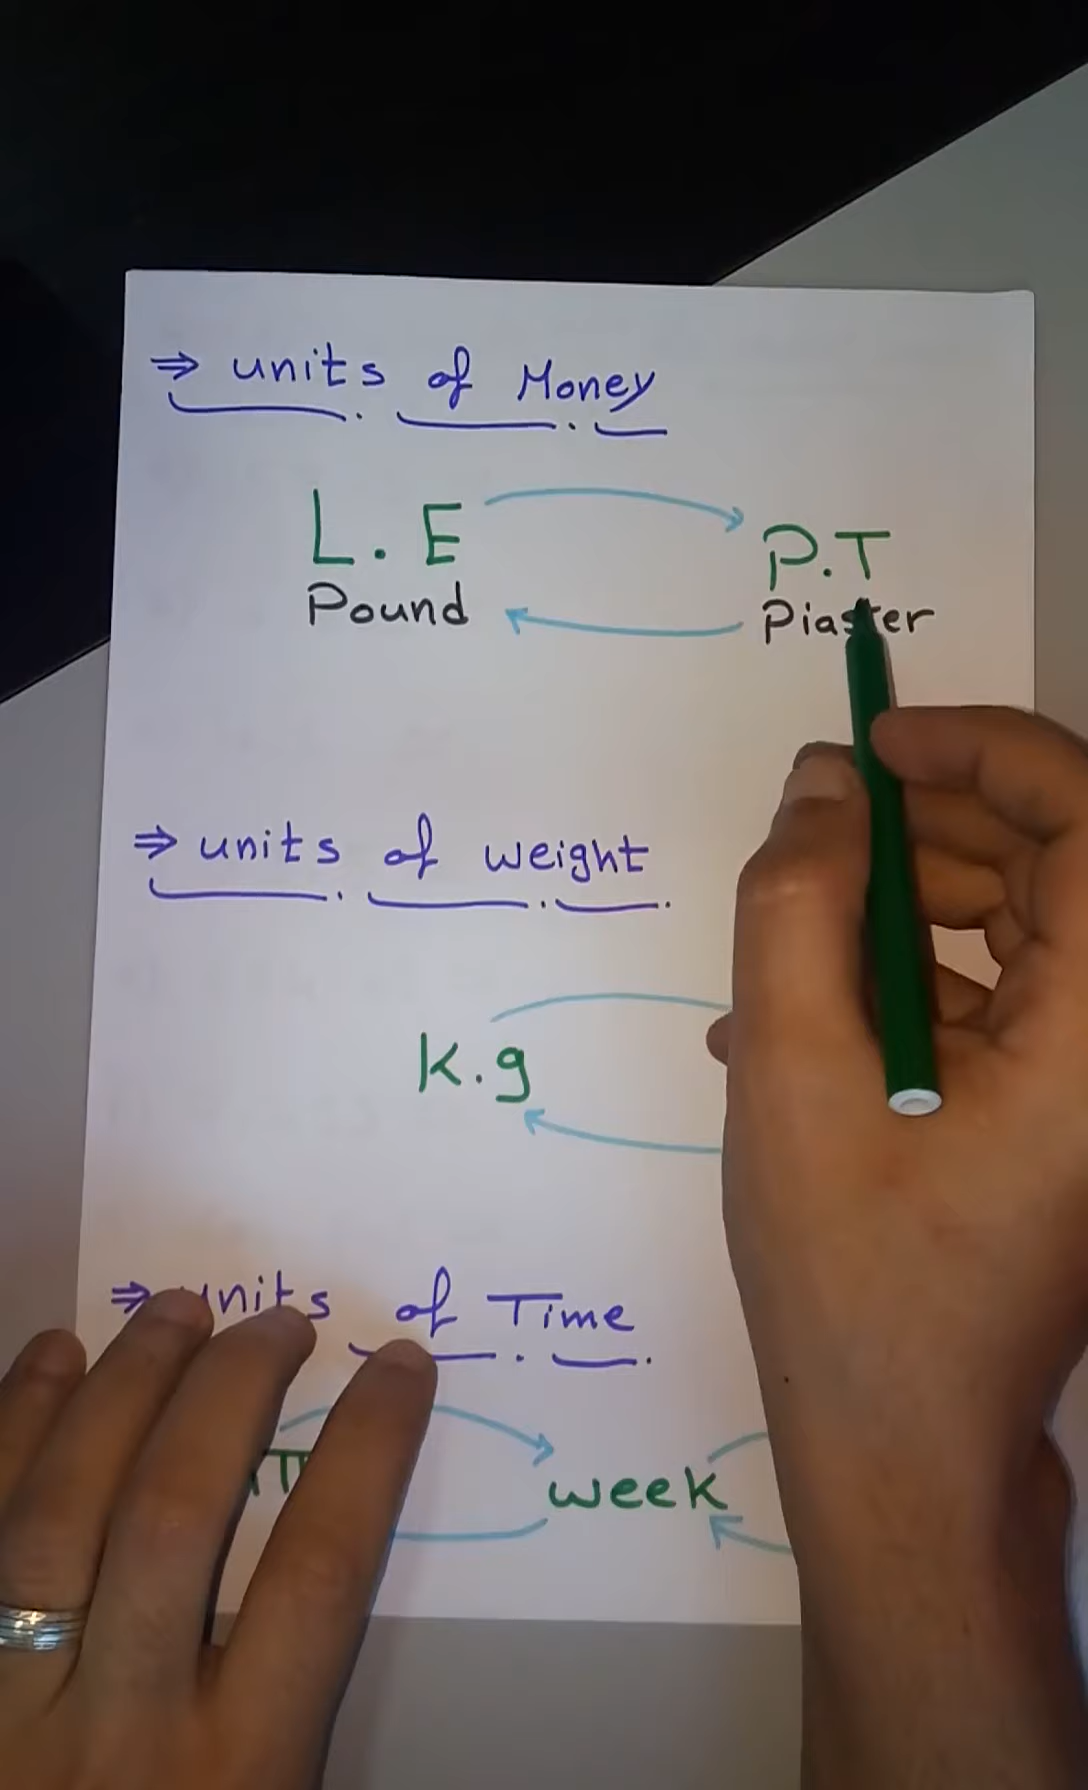 ⇒ units of Money
L.E P.T
Pound Piaster
⇒ units of weight
K.g
⇒ units of Time
week